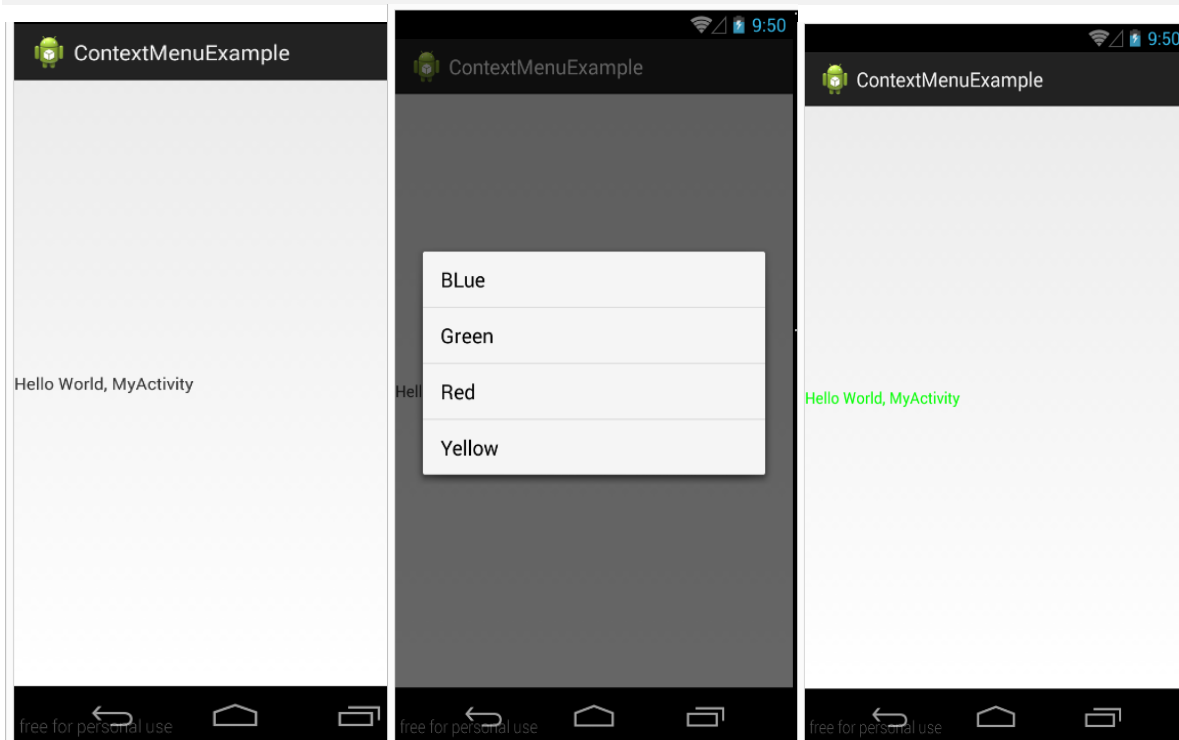 ContextMenuExample
Hello World, MyActivity
free for personal use
9:50
ContextMenuExample
Hell
BLue
Green
Red
Yellow
free for personal use
9:50
ContextMenuExample
Hello World, MyActivity
free for personal use